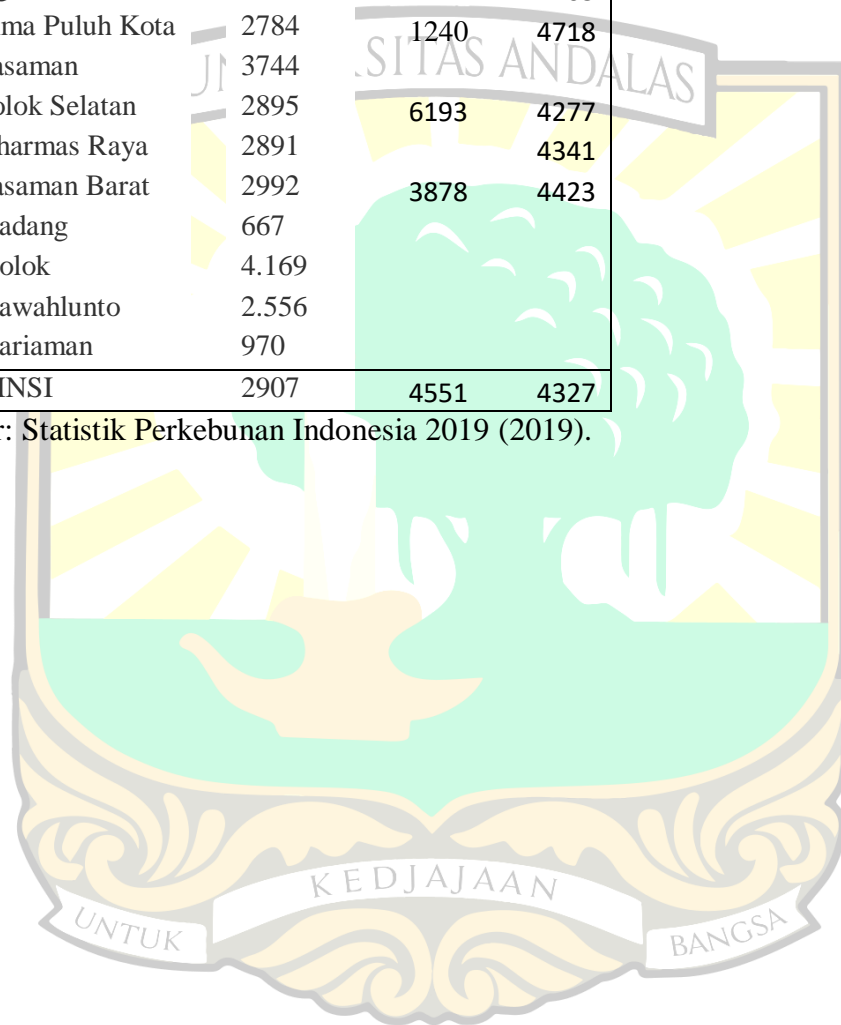 ma Puluh Kota 2784 1240 4718
asaman 3744
olok Selatan 2895 6193 4277
harmas Raya 2891 4341
asaman Barat 2992 3878 4423
adang 667
olok 4.169
awahlunto 2.556
ariaman 970
INSI 2907 4551 4327
r: Statistik Perkebunan Indonesia 2019 (2019).
SITAS ANDALAS
KEDJAJAAN
UNTUK BANGSA